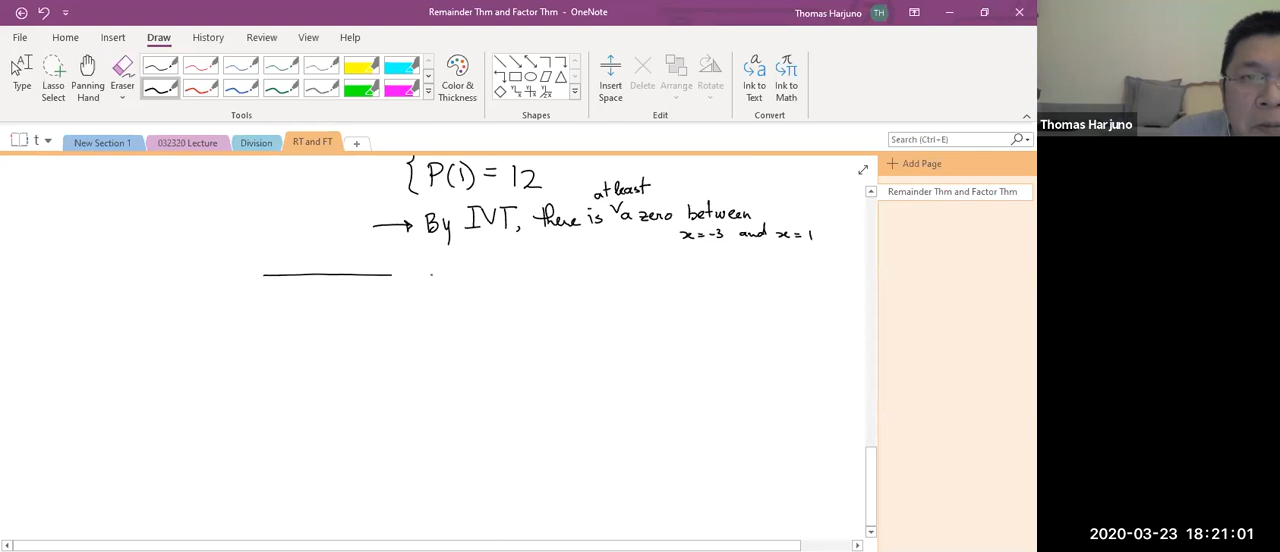 Remainder Thm and Factor Thm - OneNote
Thomas Harjuno TH
File Home Insert Draw History Review View Help
Type Lasso Select Panning Hand Eraser Color & Thickness Insert Space Delete Arrange Rotate Ink to Text Ink to Math
Tools Shapes Edit Convert
t New Section 1 032320 Lecture Division RT and FT Search (Ctrl+E)
Add Page
Remainder Thm and Factor Thm
Thomas Harjuno
{ P(1) = 12
at least
→ By IVT, there is ∨ a zero between
x = -3 and x = 1
2020-03-23 18:21:01